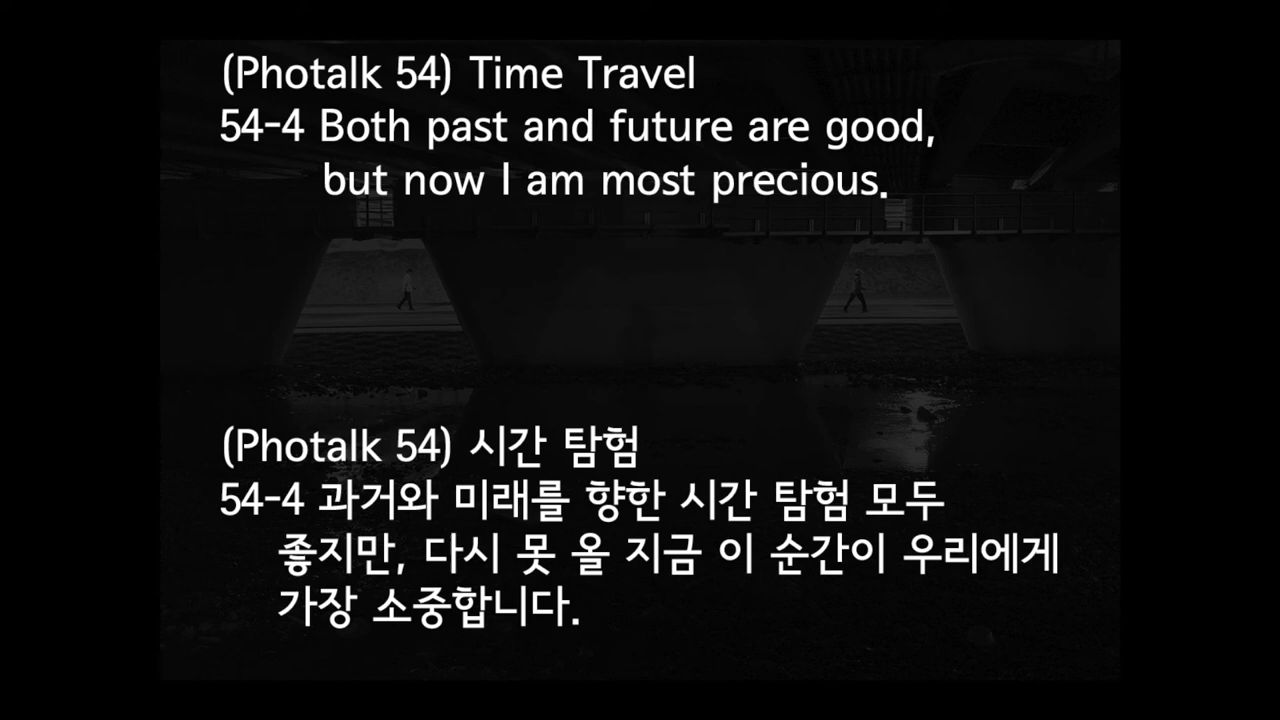 (Photalk 54) Time Travel
54-4 Both past and future are good,
but now I am most precious.
(Photalk 54) 시간 탐험
54-4 과거와 미래를 향한 시간 탐험 모두
좋지만, 다시 못 올 지금 이 순간이 우리에게
가장 소중합니다.